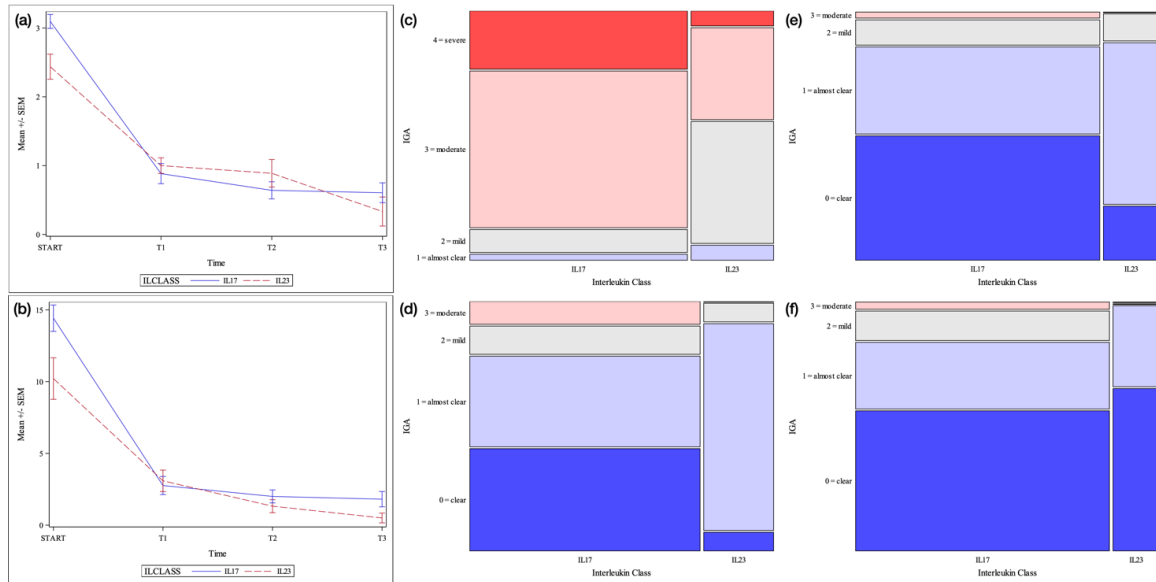 (a)
Mean +/- SEM
3
2
1
0
START
T1
T2
T3
Time
ILCLASS
IL17
IL23
(b)
Mean +/- SEM
15
10
5
0
START
T1
T2
T3
Time
ILCLASS
IL17
IL23
(c)
IGA
4 = severe
3 = moderate
2 = mild
1 = almost clear
IL17
IL23
Interleukin Class
(d)
IGA
3 = moderate
2 = mild
1 = almost clear
0 = clear
IL17
IL23
Interleukin Class
(e)
IGA
3 = moderate
2 = mild
1 = almost clear
0 = clear
IL17
IL23
Interleukin Class
(f)
IGA
3 = moderate
2 = mild
1 = almost clear
0 = clear
IL17
IL23
Interleukin Class